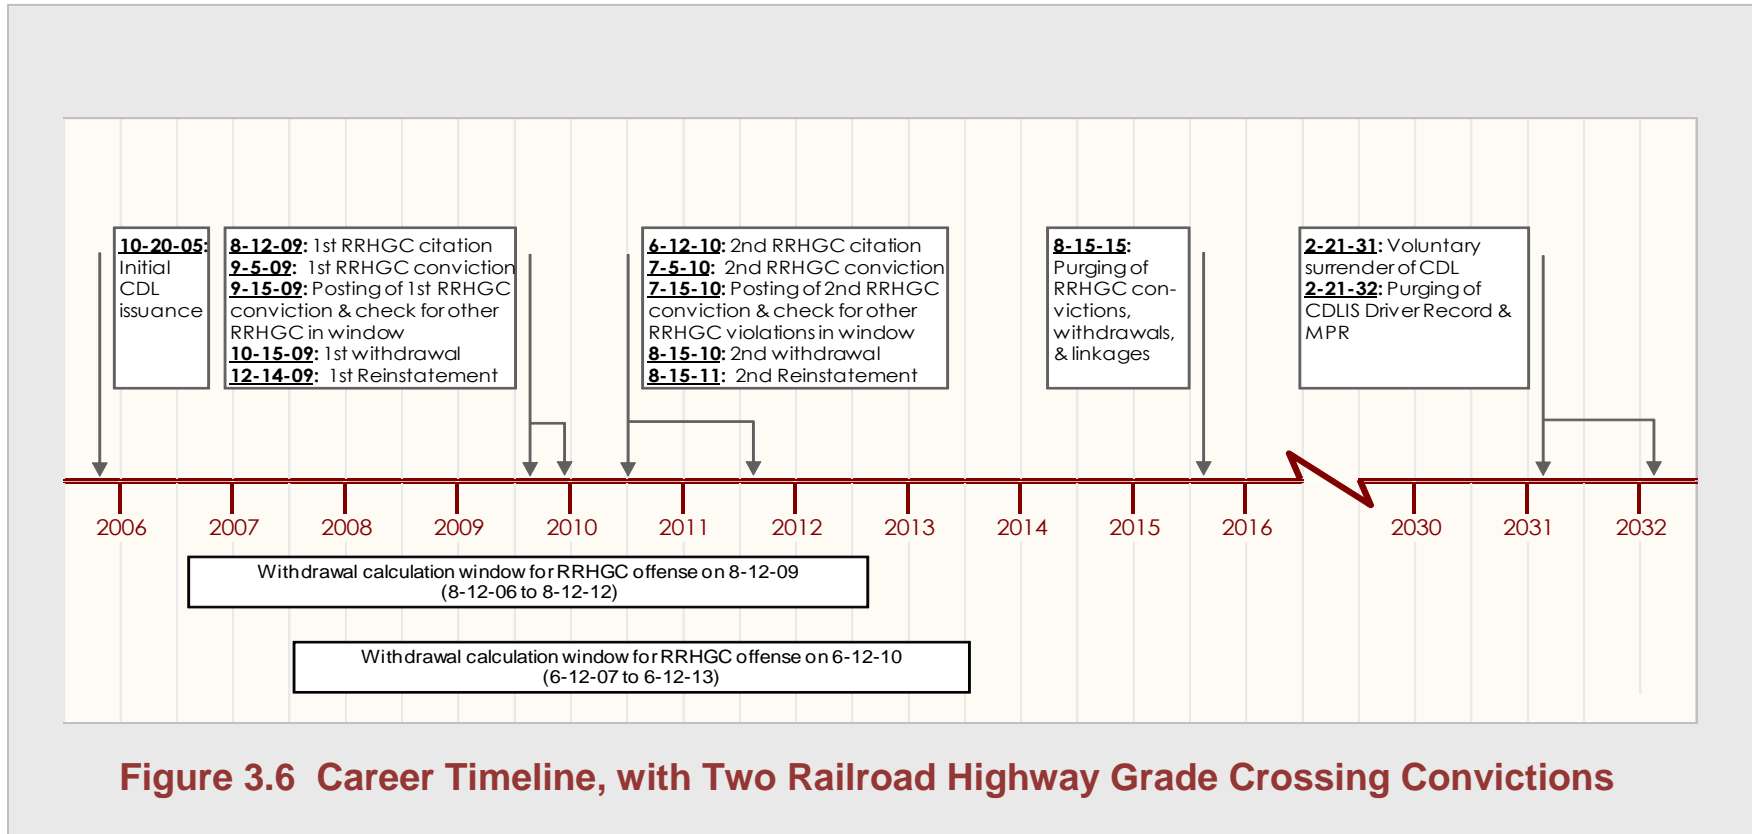 10-20-05:
Initial
CDL
issuance
8-12-09: 1st RRHGC citation
9-5-09: 1st RRHGC conviction
9-15-09: Posting of 1st RRHGC
conviction & check for other
RRHGC in window
10-15-09: 1st withdrawal
12-14-09: 1st Reinstatement
6-12-10: 2nd RRHGC citation
7-5-10: 2nd RRHGC conviction
7-15-10: Posting of 2nd RRHGC
conviction & check for other
RRHGC violations in window
8-15-10: 2nd withdrawal
8-15-11: 2nd Reinstatement
8-15-15:
Purging of
RRHGC con-
victions,
withdrawals,
& linkages
2-21-31: Voluntary
surrender of CDL
2-21-32: Purging of
CDLIS Driver Record &
MPR
2006 2007 2008 2009 2010 2011 2012 2013 2014 2015 2016 2030 2031 2032
Withdrawal calculation window for RRHGC offense on 8-12-09
(8-12-06 to 8-12-12)
Withdrawal calculation window for RRHGC offense on 6-12-10
(6-12-07 to 6-12-13)
Figure 3.6 Career Timeline, with Two Railroad Highway Grade Crossing Convictions